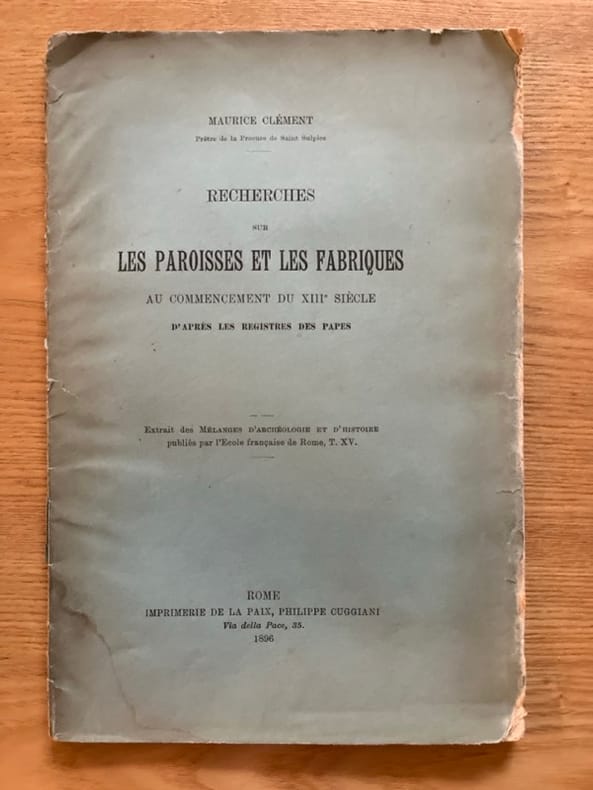 MAURICE CLÉMENT
Prêtre de la Procure de Saint Sulpice
RECHERCHES
SUR
LES PAROISSES ET LES FABRIQUES
AU COMMENCEMENT DU XIIIe SIÈCLE
D'APRÈS LES REGISTRES DES PAPES
Extrait des MÉLANGES D'ARCHÉOLOGIE ET D'HISTOIRE
publiés par l'Ecole française de Rome, T. XV.
ROME
IMPRIMERIE DE LA PAIX, PHILIPPE CUGGIANI
Via della Pace, 35.
1896